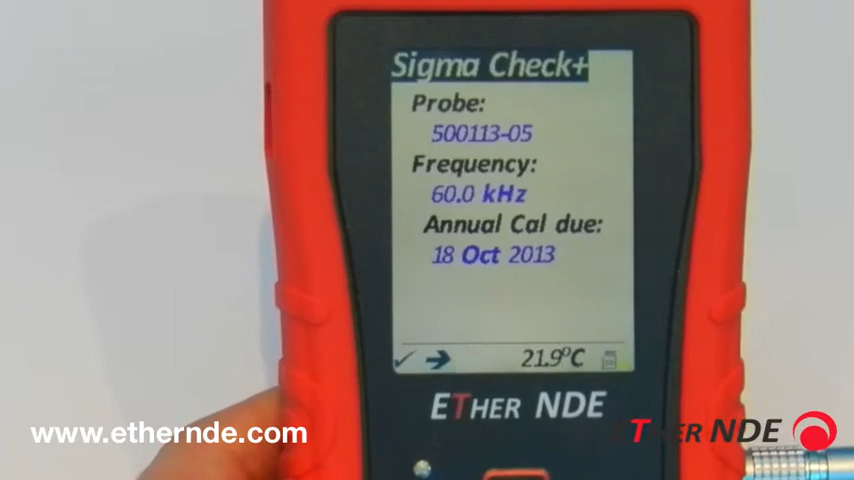 Sigma Check+
Probe:
500113-05
Frequency:
60.0 kHz
Annual Cal due:
18 Oct 2013
21.9°C
ETHER NDE
www.ethernde.com
ETHER NDE